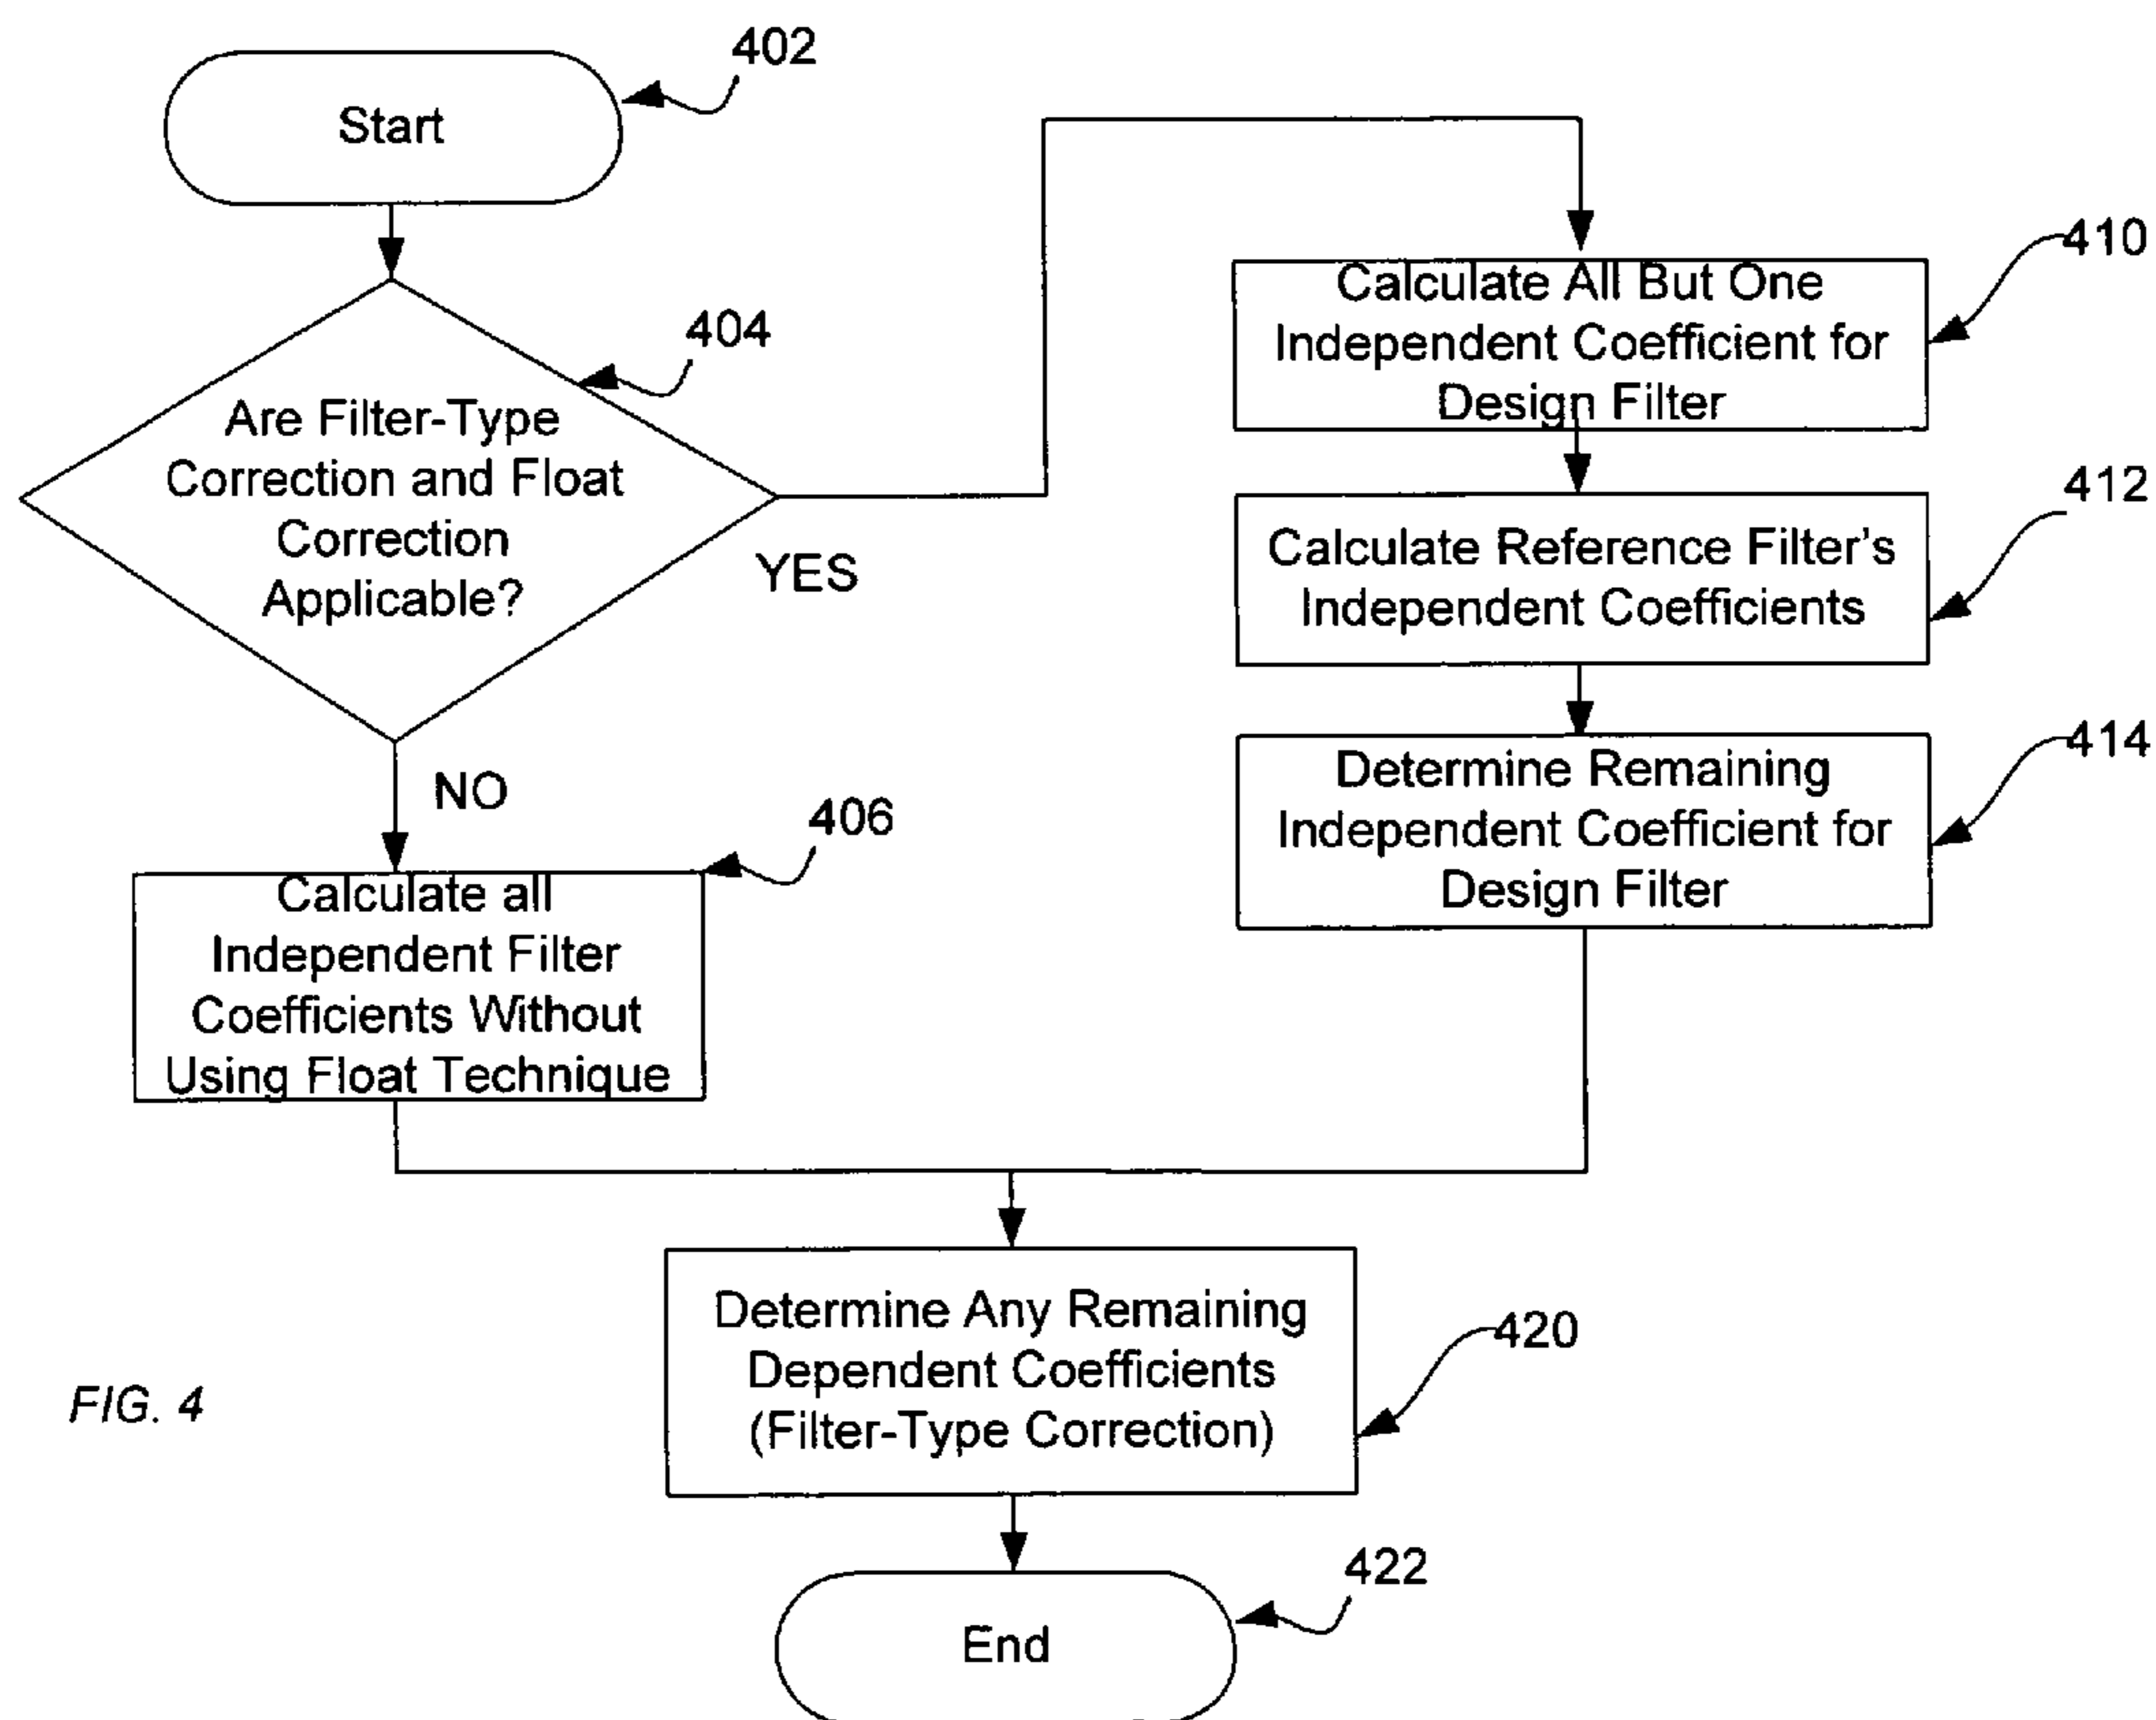 402
Start
404
Are Filter-Type
Correction and Float
Correction
Applicable?
YES
NO
406
Calculate all
Independent Filter
Coefficients Without
Using Float Technique
410
Calculate All But One
Independent Coefficient for
Design Filter
412
Calculate Reference Filter's
Independent Coefficients
414
Determine Remaining
Independent Coefficient for
Design Filter
420
Determine Any Remaining
Dependent Coefficients
(Filter-Type Correction)
422
End
FIG. 4